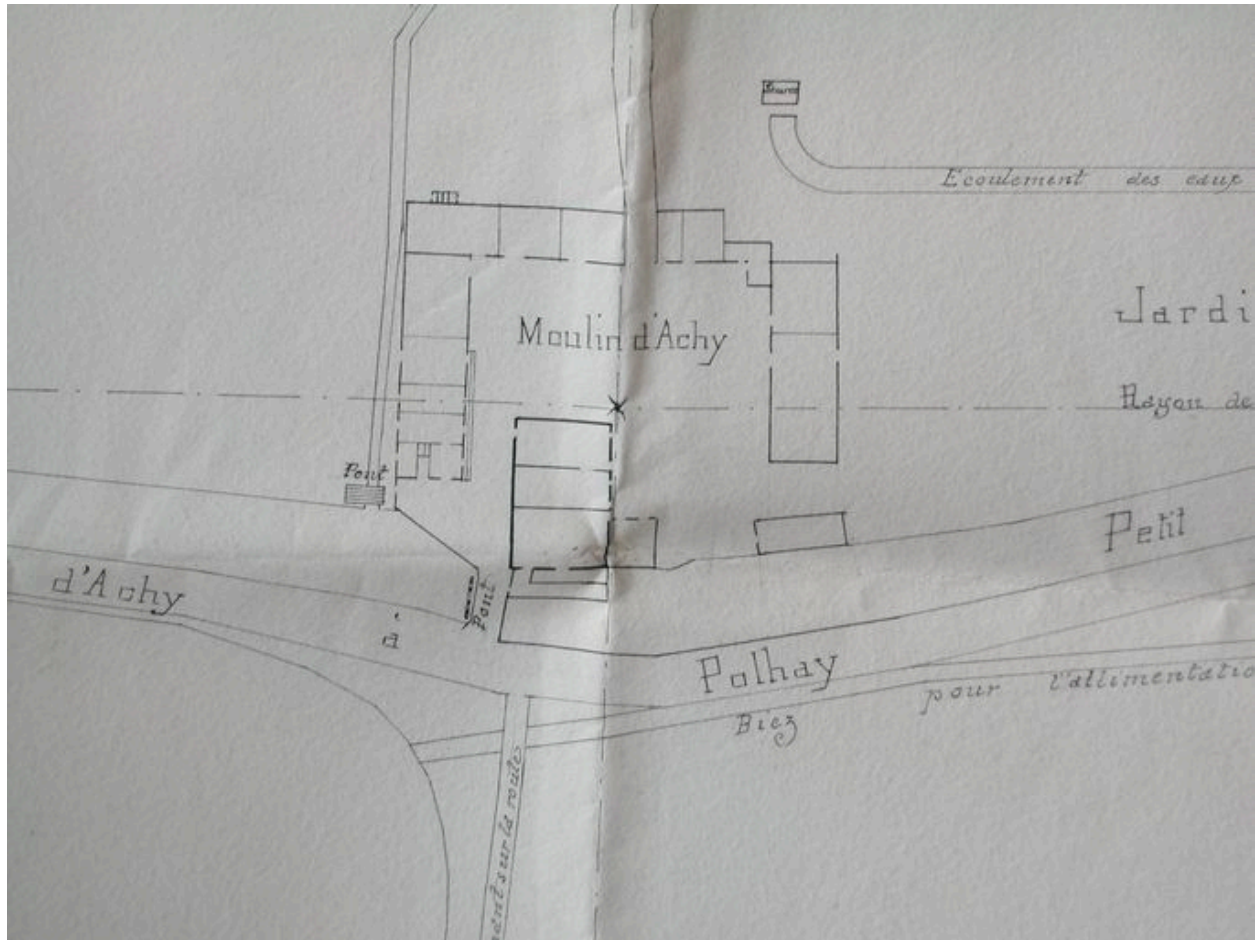 Source
Ecoulement des eaux
Jardi
Moulin d'Achy
Rayon de
Pont
Petit
d'Achy
à
Pont
Polhay
pour l'allimentatio
Biez
nant sur la route